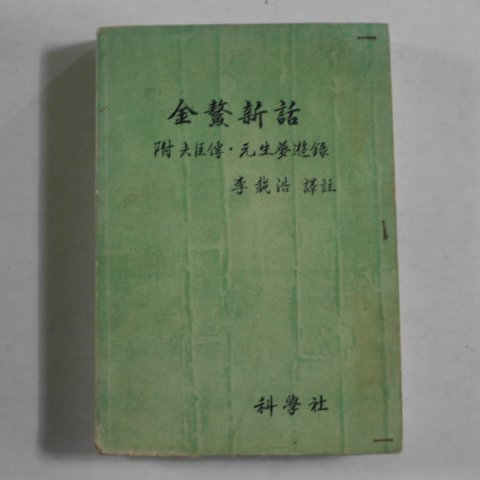 金鰲新話
附 大臣傳·元生夢遊錄
李載浩 譯註
科學社